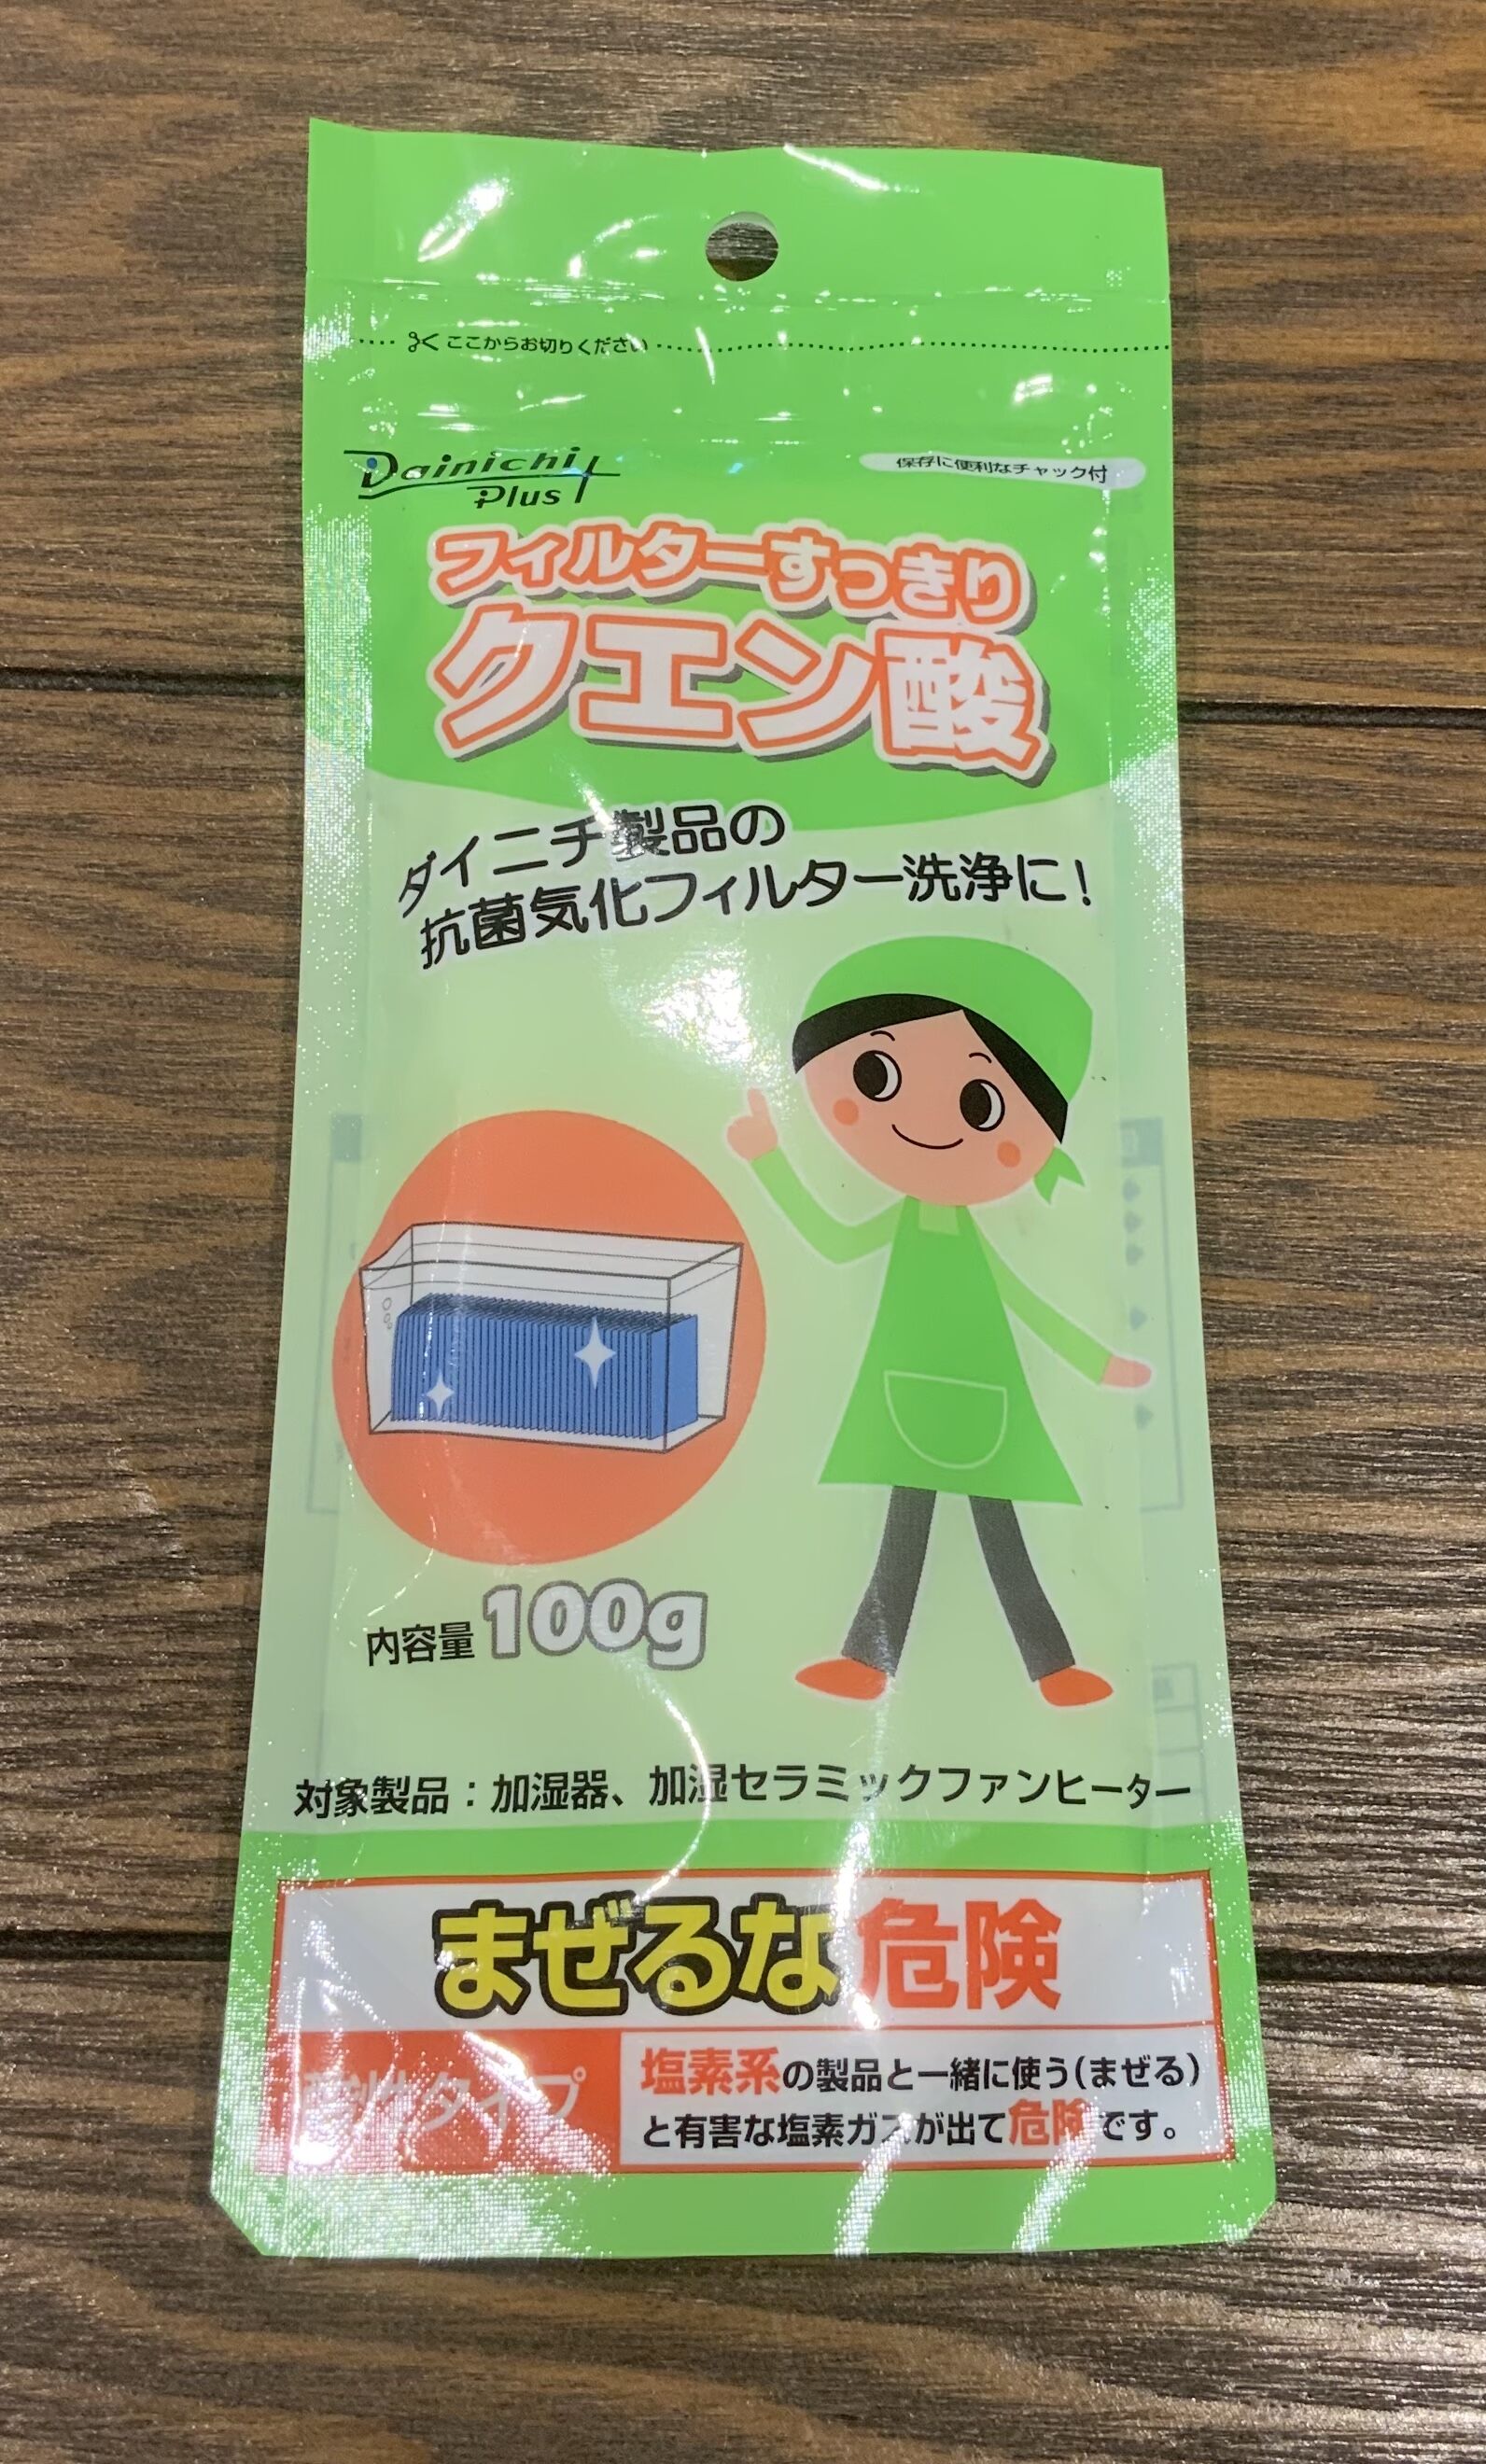 ここからお切りください
Dainichi
Plus
保存に便利なチャック付
フィルターすっきり
クエン酸
ダイニチ製品の
抗菌気化フィルター洗浄に!
内容量 100g
対象製品:加湿器、加湿セラミックファンヒーター
まぜるな危険
酸性タイプ
塩素系の製品と一緒に使う(まぜる)
と有害な塩素ガスが出て危険です。